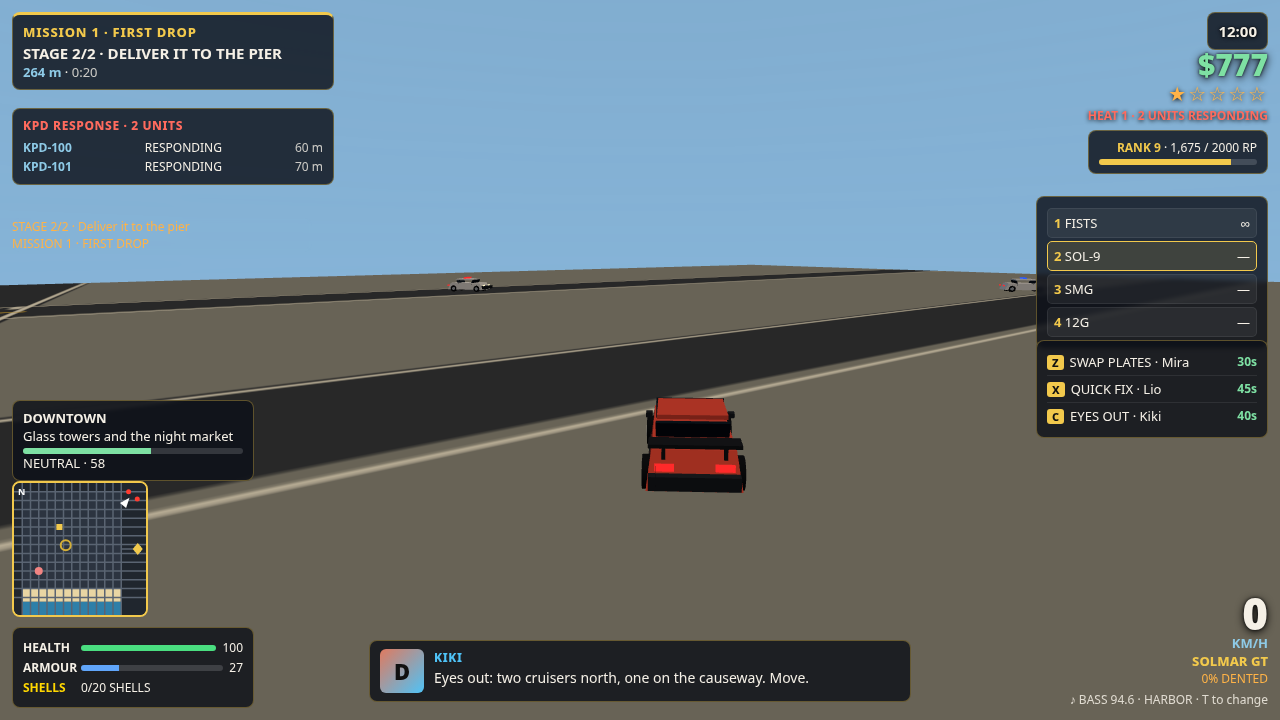 MISSION 1 · FIRST DROP
STAGE 2/2 · DELIVER IT TO THE PIER
264 m · 0:20
KPD RESPONSE · 2 UNITS
KPD-100 RESPONDING 60 m
KPD-101 RESPONDING 70 m
STAGE 2/2 · Deliver it to the pier
MISSION 1 · FIRST DROP
12:00
$777
★☆☆☆☆
HEAT 1 · 2 UNITS RESPONDING
RANK 9 · 1,675 / 2000 RP
1 FISTS ∞
2 SOL-9 —
3 SMG —
4 12G —
Z SWAP PLATES · Mira 30s
X QUICK FIX · Lio 45s
C EYES OUT · Kiki 40s
DOWNTOWN
Glass towers and the night market
NEUTRAL · 58
N
HEALTH 100
ARMOUR 27
SHELLS 0/20 SHELLS
D
KIKI
Eyes out: two cruisers north, one on the causeway. Move.
0
KM/H
SOLMAR GT
0% DENTED
♪ BASS 94.6 · HARBOR · T to change